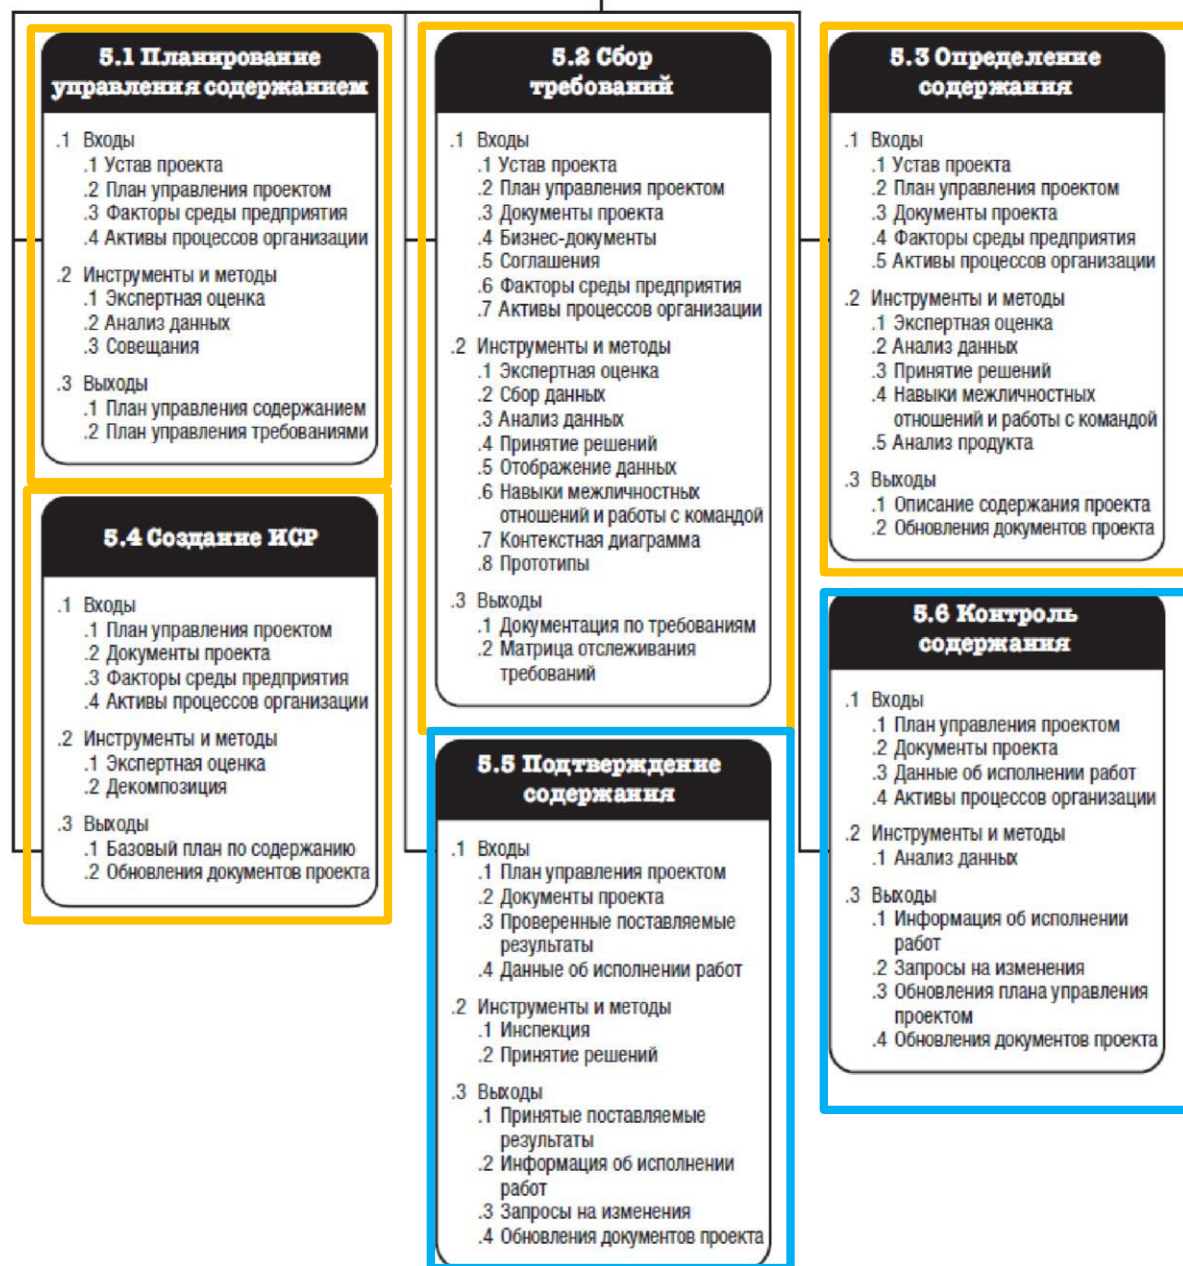 5.1 Планирование
управления содержанием
.1 Входы
.1 Устав проекта
.2 План управления проектом
.3 Факторы среды предприятия
.4 Активы процессов организации
.2 Инструменты и методы
.1 Экспертная оценка
.2 Анализ данных
.3 Совещания
.3 Выходы
.1 План управления содержанием
.2 План управления требованиями
5.2 Сбор
требований
.1 Входы
.1 Устав проекта
.2 План управления проектом
.3 Документы проекта
.4 Бизнес-документы
.5 Соглашения
.6 Факторы среды предприятия
.7 Активы процессов организации
.2 Инструменты и методы
.1 Экспертная оценка
.2 Сбор данных
.3 Анализ данных
.4 Принятие решений
.5 Отображение данных
.6 Навыки межличностных
отношений и работы с командой
.7 Контекстная диаграмма
.8 Прототипы
.3 Выходы
.1 Документация по требованиям
.2 Матрица отслеживания
требований
5.3 Определение
содержания
.1 Входы
.1 Устав проекта
.2 План управления проектом
.3 Документы проекта
.4 Факторы среды предприятия
.5 Активы процессов организации
.2 Инструменты и методы
.1 Экспертная оценка
.2 Анализ данных
.3 Принятие решений
.4 Навыки межличностных
отношений и работы с командой
.5 Анализ продукта
.3 Выходы
.1 Описание содержания проекта
.2 Обновления документов проекта
5.4 Создание ИСР
.1 Входы
.1 План управления проектом
.2 Документы проекта
.3 Факторы среды предприятия
.4 Активы процессов организации
.2 Инструменты и методы
.1 Экспертная оценка
.2 Декомпозиция
.3 Выходы
.1 Базовый план по содержанию
.2 Обновления документов проекта
5.5 Подтверждение
содержания
.1 Входы
.1 План управления проектом
.2 Документы проекта
.3 Проверенные поставляемые
результаты
.4 Данные об исполнении работ
.2 Инструменты и методы
.1 Инспекция
.2 Принятие решений
.3 Выходы
.1 Принятые поставляемые
результаты
.2 Информация об исполнении
работ
.3 Запросы на изменения
.4 Обновления документов проекта
5.6 Контроль
содержания
.1 Входы
.1 План управления проектом
.2 Документы проекта
.3 Данные об исполнении работ
.4 Активы процессов организации
.2 Инструменты и методы
.1 Анализ данных
.3 Выходы
.1 Информация об исполнении
работ
.2 Запросы на изменения
.3 Обновления плана управления
проектом
.4 Обновления документов проекта